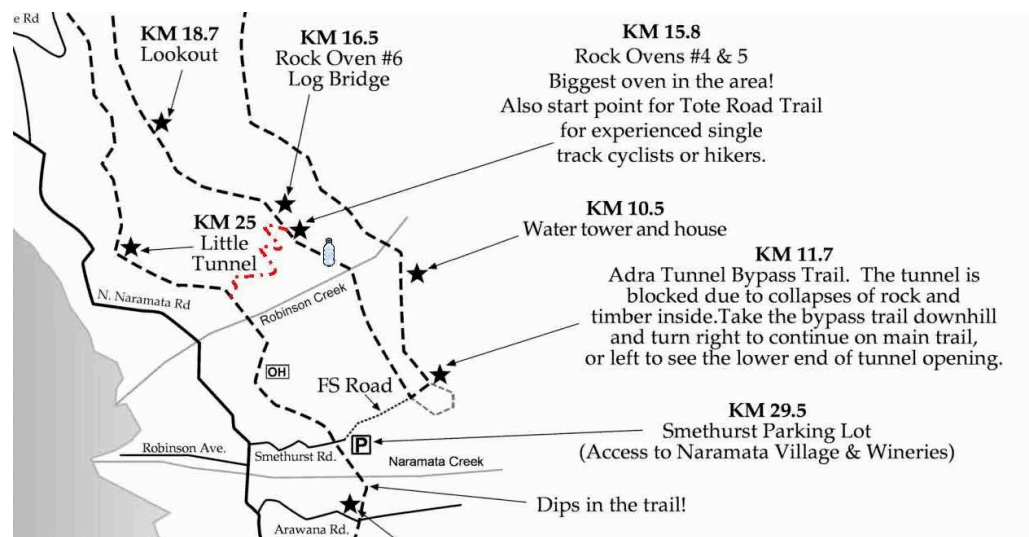 e Rd
KM 18.7
Lookout
KM 16.5
Rock Oven #6
Log Bridge
KM 15.8
Rock Ovens #4 & 5
Biggest oven in the area!
Also start point for Tote Road Trail
for experienced single
track cyclists or hikers.
KM 25
Little
Tunnel
KM 10.5
Water tower and house
KM 11.7
Adra Tunnel Bypass Trail. The tunnel is
blocked due to collapses of rock and
timber inside.Take the bypass trail downhill
and turn right to continue on main trail,
or left to see the lower end of tunnel opening.
N. Naramata Rd
Robinson Creek
OH
FS Road
KM 29.5
Smethurst Parking Lot
(Access to Naramata Village & Wineries)
P
Robinson Ave.
Smethurst Rd.
Naramata Creek
Dips in the trail!
Arawana Rd.